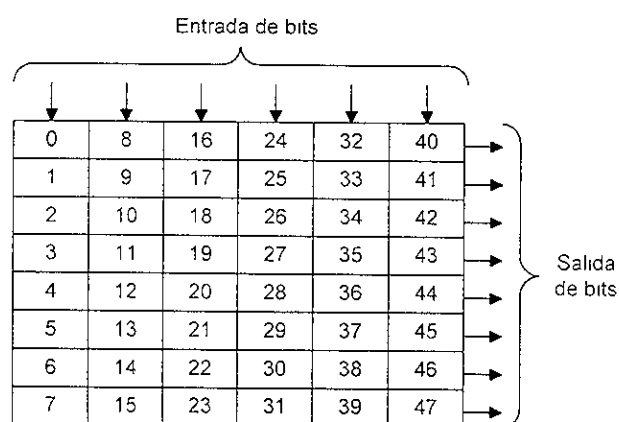 Entrada de bits
0 8 16 24 32 40
1 9 17 25 33 41
2 10 18 26 34 42
3 11 19 27 35 43
4 12 20 28 36 44
5 13 21 29 37 45
6 14 22 30 38 46
7 15 23 31 39 47
Salida
de bits